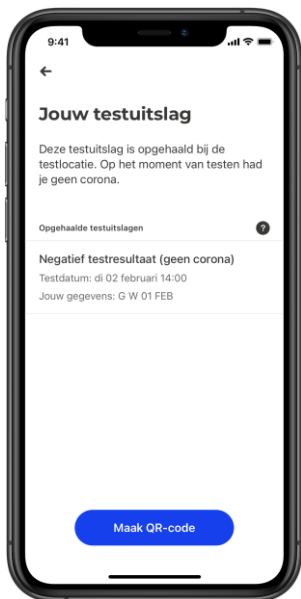 9:41
Jouw testuitslag
Deze testuitslag is opgehaald bij de
testlocatie. Op het moment van testen had
je geen corona.
Opgehaalde testuitslagen ?
Negatief testresultaat (geen corona)
Testdatum: di 02 februari 14:00
Jouw gegevens: G W 01 FEB
Maak QR-code